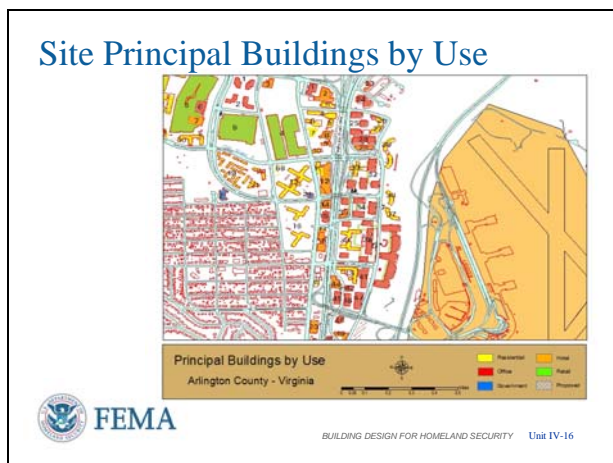 Site Principal Buildings by Use
Principal Buildings by Use
Arlington County - Virginia
Residential
Hotel
Office
Retail
Government
Proposed
FEMA
BUILDING DESIGN FOR HOMELAND SECURITY Unit IV-16